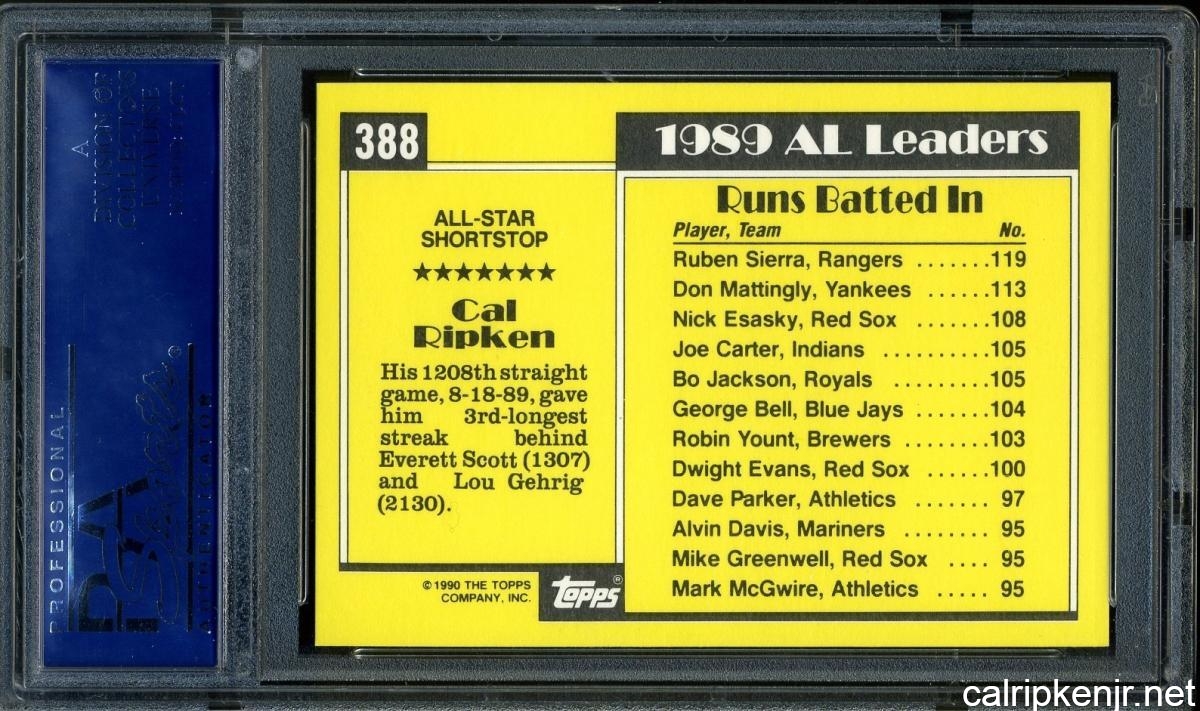 A
DIVISION OF
COLLECTORS
UNIVERSE
PROFESSIONAL
PSA
AUTHENTICATOR
388
ALL-STAR
SHORTSTOP
★★★★★★★
Cal
Ripken
His 1208th straight
game, 8-18-89, gave
him 3rd-longest
streak behind
Everett Scott (1307)
and Lou Gehrig
(2130).
© 1990 THE TOPPS
COMPANY, INC.
Topps®
1989 AL Leaders
Runs Batted In
Player, Team No.
Ruben Sierra, Rangers .......119
Don Mattingly, Yankees ......113
Nick Esasky, Red Sox .......108
Joe Carter, Indians ..........105
Bo Jackson, Royals .........105
George Bell, Blue Jays .......104
Robin Yount, Brewers ........103
Dwight Evans, Red Sox ......100
Dave Parker, Athletics ....... 97
Alvin Davis, Mariners ........ 95
Mike Greenwell, Red Sox .... 95
Mark McGwire, Athletics ..... 95
calripkenjr.net